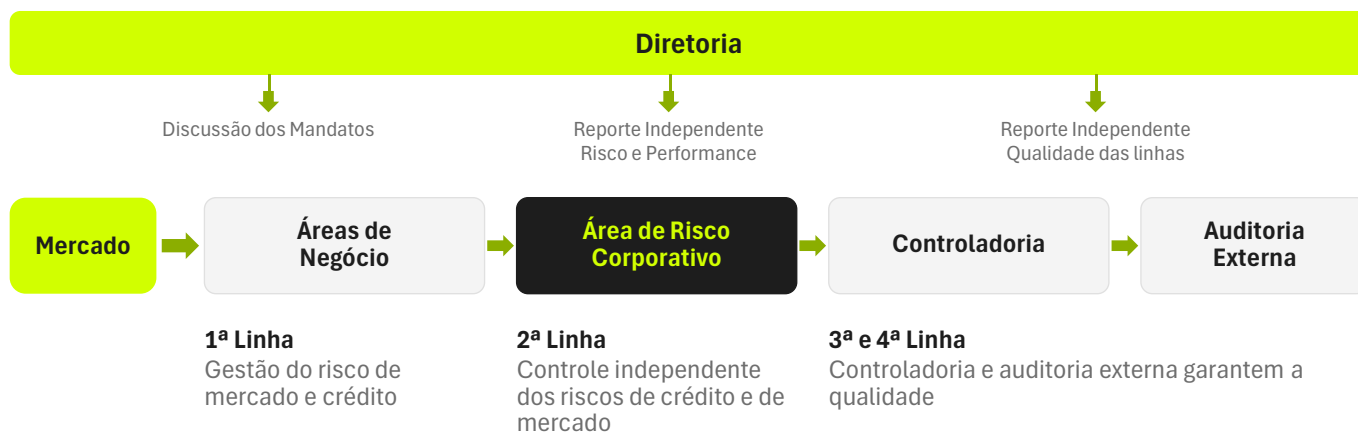 Diretoria
Discussão dos Mandatos
Reporte Independente
Risco e Performance
Reporte Independente
Qualidade das linhas
Mercado
Áreas de
Negócio
Área de Risco
Corporativo
Controladoria
Auditoria
Externa
1ª Linha
Gestão do risco de
mercado e crédito
2ª Linha
Controle independente
dos riscos de crédito e de
mercado
3ª e 4ª Linha
Controladoria e auditoria externa garantem a
qualidade